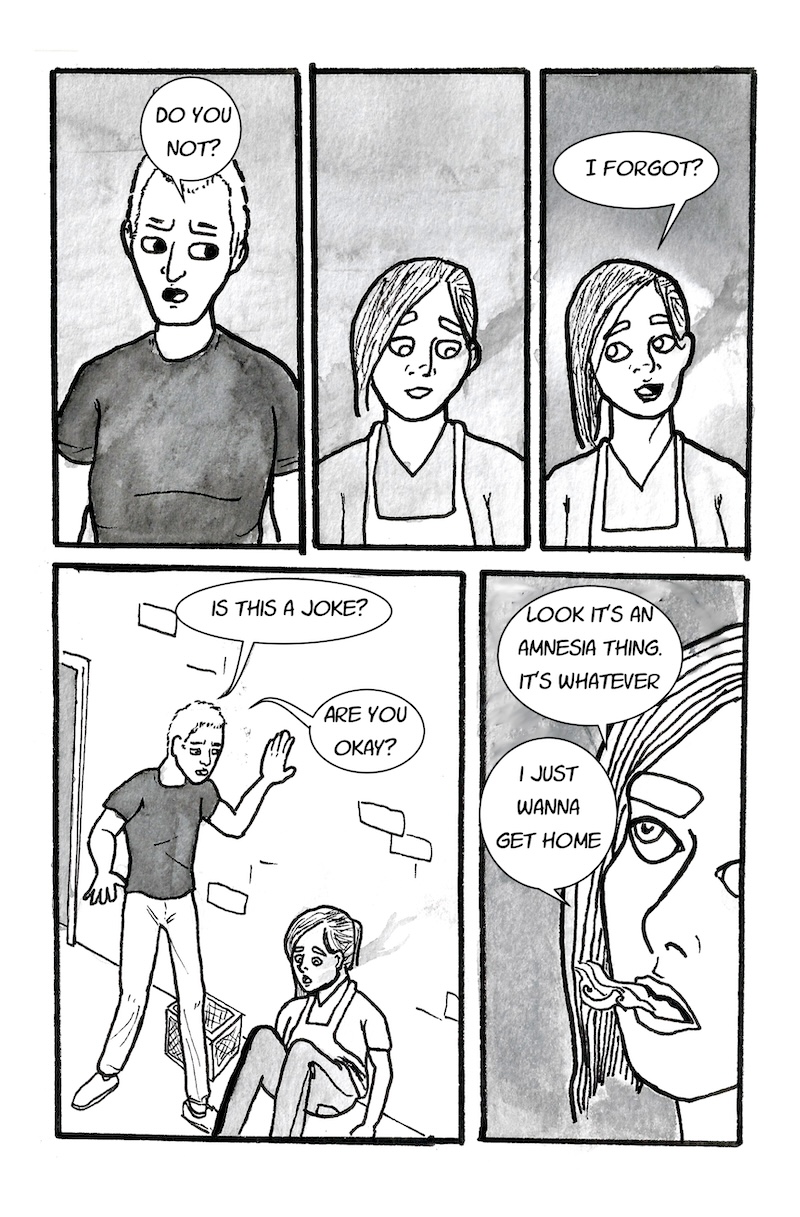 DO YOU
NOT?
I FORGOT?
IS THIS A JOKE?
ARE YOU
OKAY?
LOOK IT'S AN
AMNESIA THING.
IT'S WHATEVER
I JUST
WANNA
GET HOME